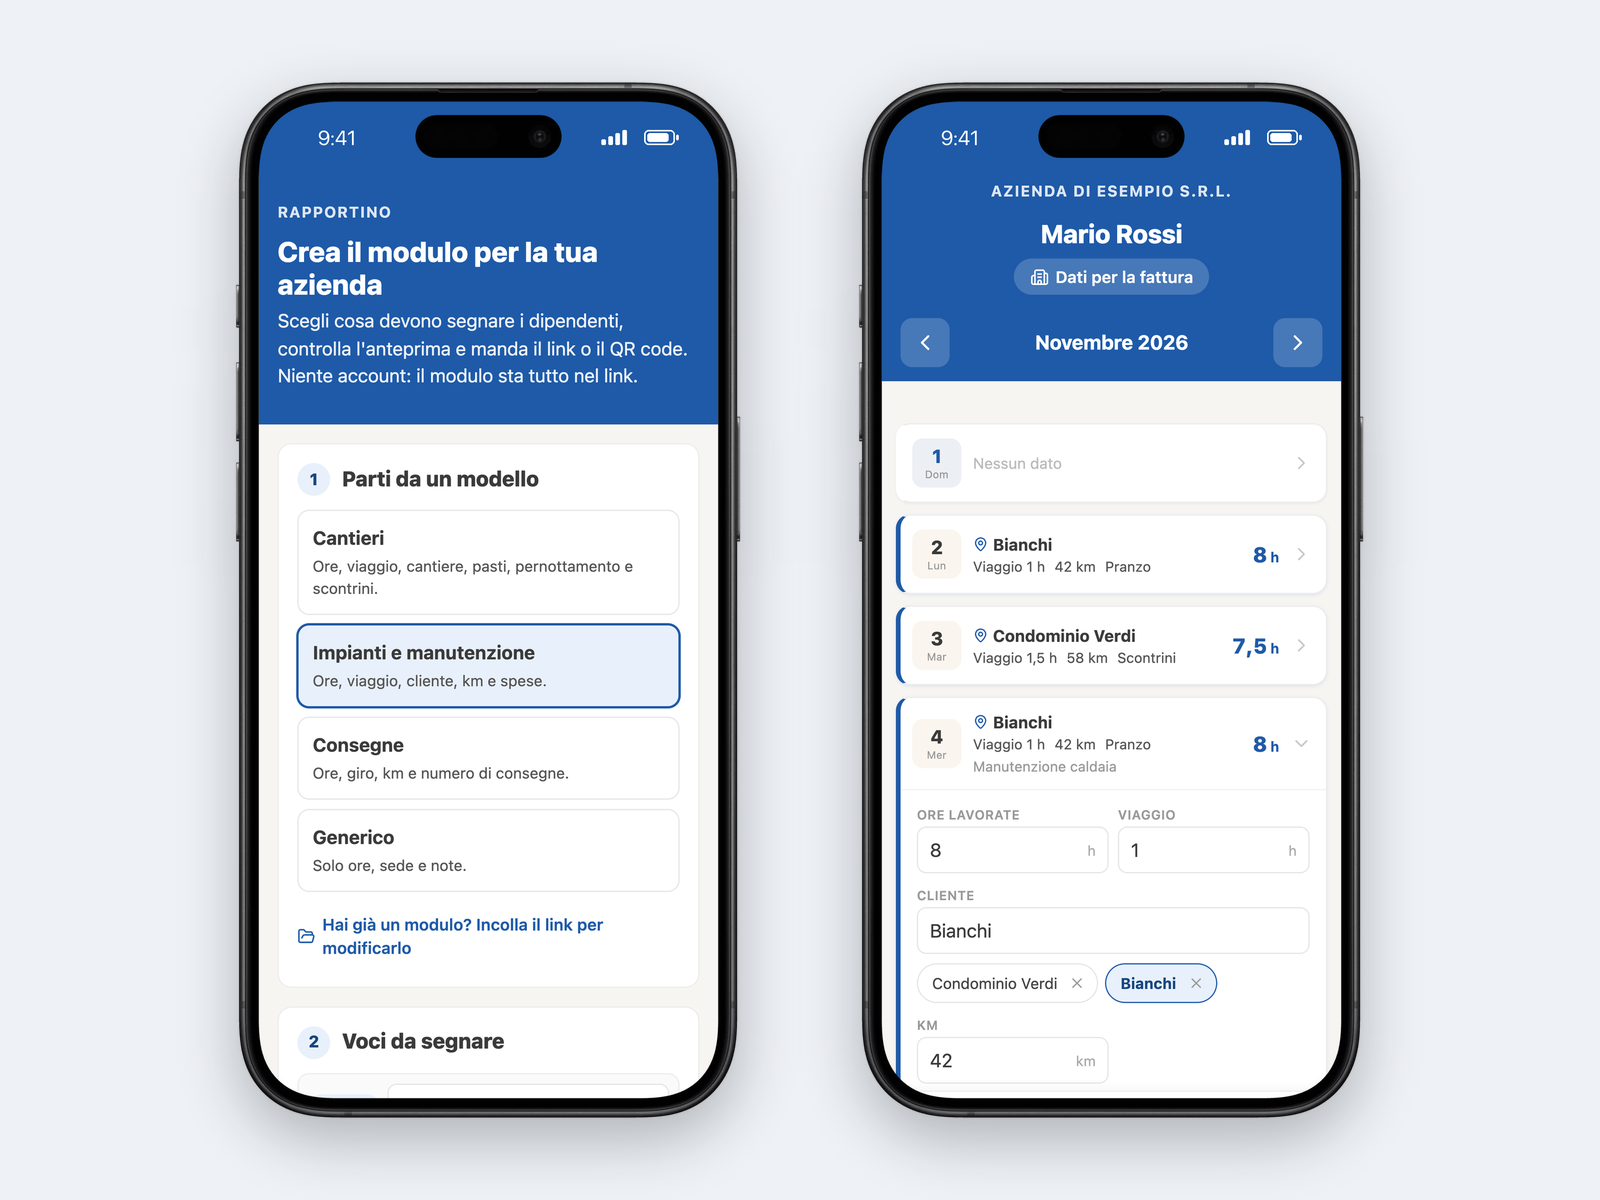 9:41
RAPPORTINO
Crea il modulo per la tua
azienda
Scegli cosa devono segnare i dipendenti,
controlla l'anteprima e manda il link o il QR code.
Niente account: il modulo sta tutto nel link.
1 Parti da un modello
Cantieri
Ore, viaggio, cantiere, pasti, pernottamento e
scontrini.
Impianti e manutenzione
Ore, viaggio, cliente, km e spese.
Consegne
Ore, giro, km e numero di consegne.
Generico
Solo ore, sede e note.
Hai già un modulo? Incolla il link per
modificarlo
2 Voci da segnare
9:41
AZIENDA DI ESEMPIO S.R.L.
Mario Rossi
Dati per la fattura
Novembre 2026
1
Dom
Nessun dato
2
Lun
Bianchi
Viaggio 1 h 42 km Pranzo
8 h
3
Mar
Condominio Verdi
Viaggio 1,5 h 58 km Scontrini
7,5 h
4
Mer
Bianchi
Viaggio 1 h 42 km Pranzo
Manutenzione caldaia
8 h
ORE LAVORATE VIAGGIO
8 h 1 h
CLIENTE
Bianchi
Condominio Verdi Bianchi
KM
42 km